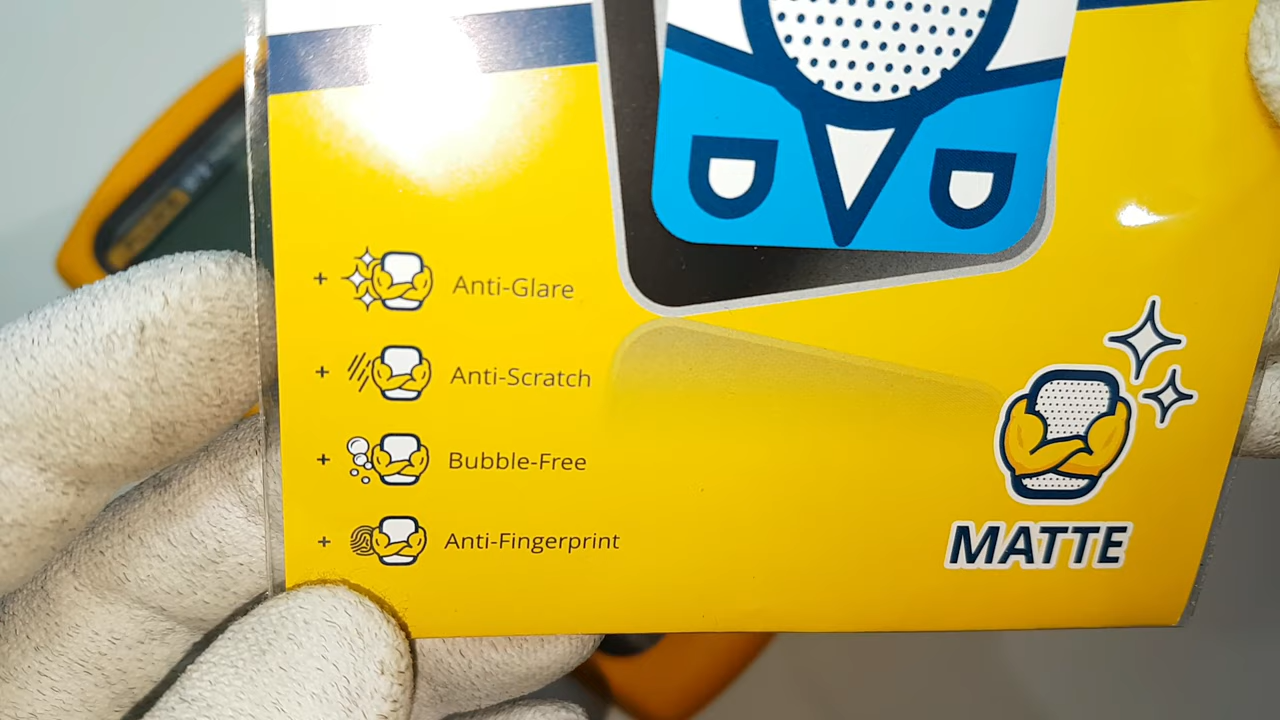 + Anti-Glare
+ Anti-Scratch
+ Bubble-Free
+ Anti-Fingerprint
MATTE